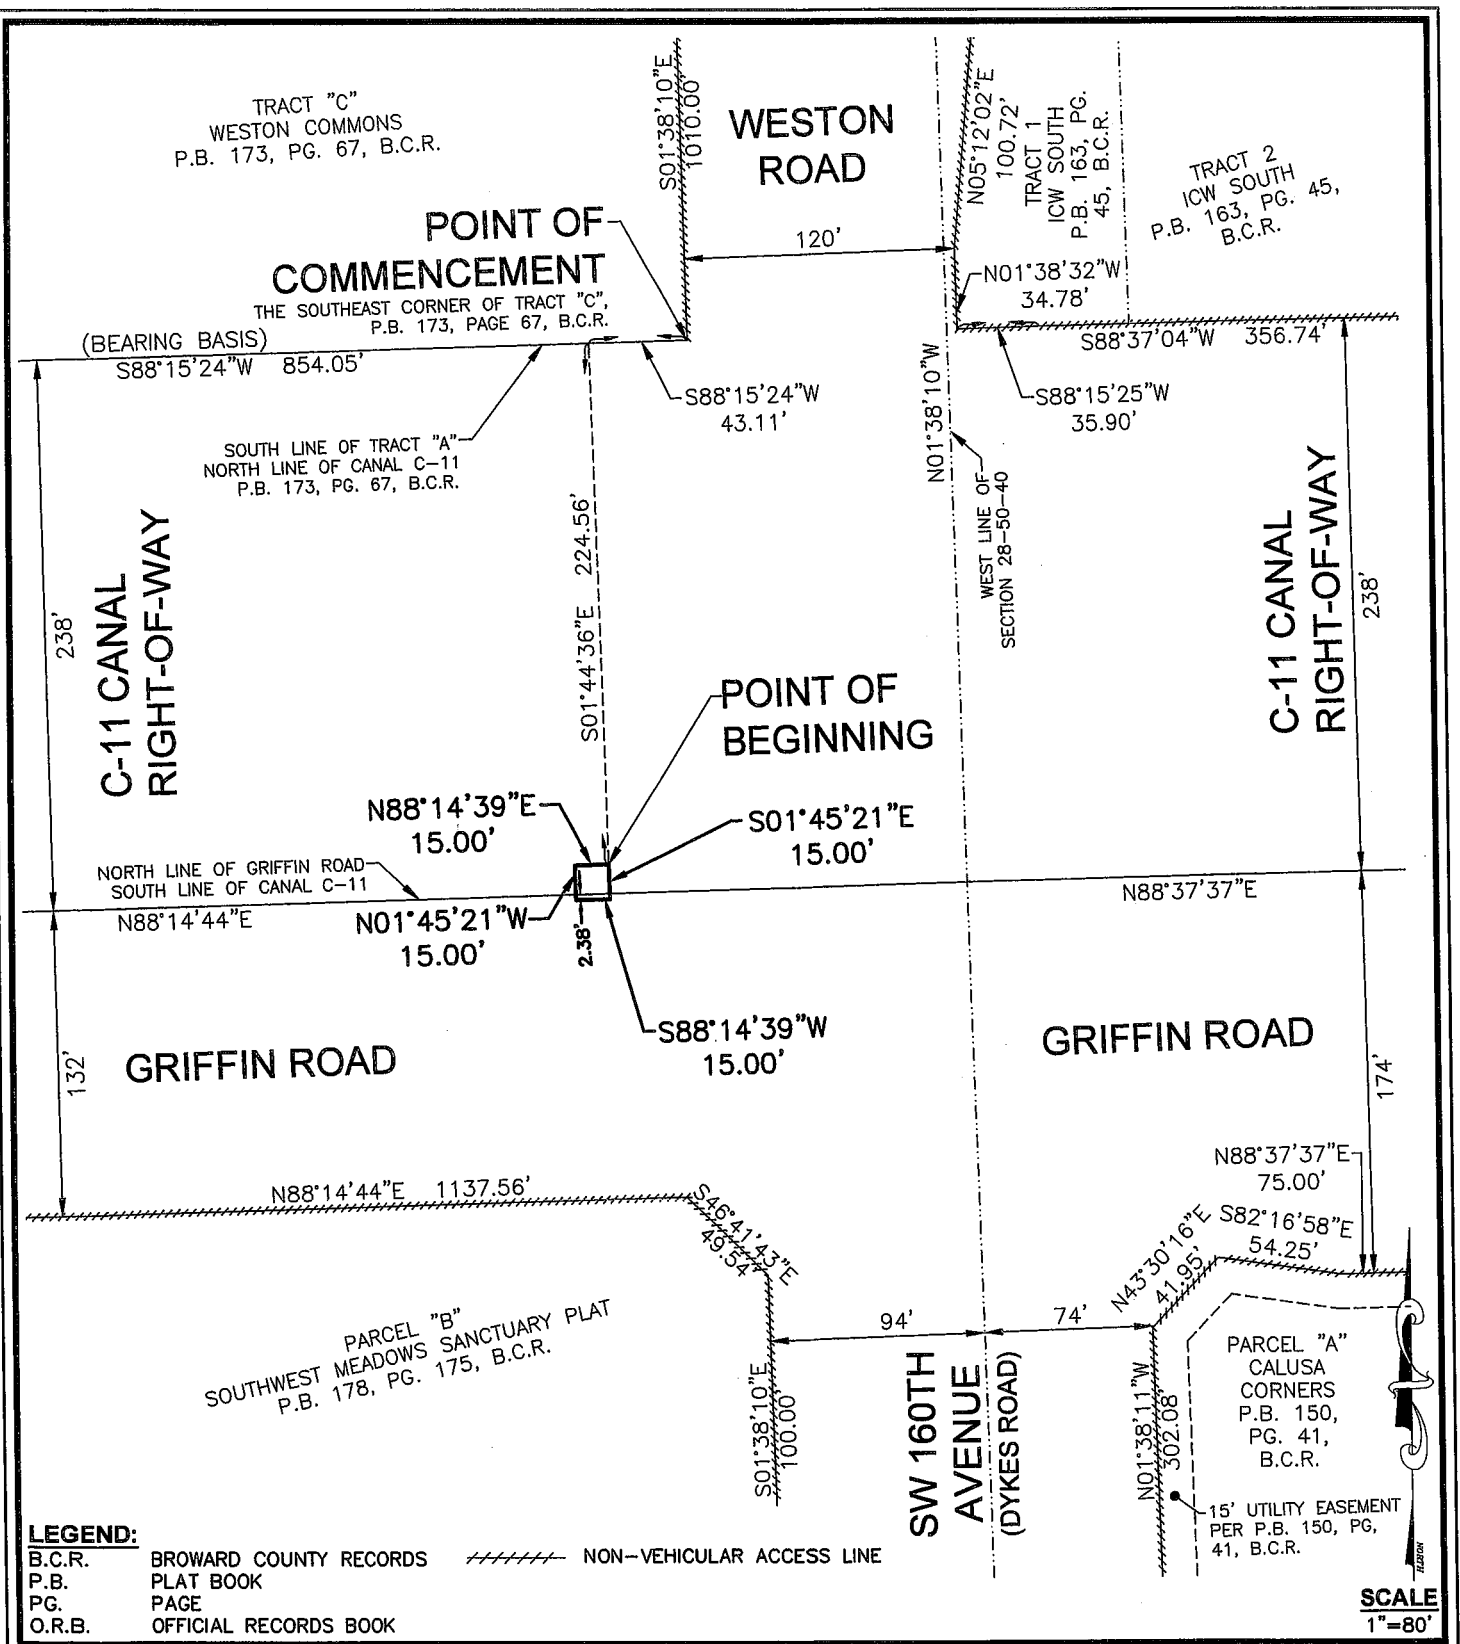 TRACT "C"
WESTON COMMONS
P.B. 173, PG. 67, B.C.R.
S01°38'10"E
1010.00'
WESTON
ROAD
N05°12'02"E
100.72'
TRACT 1
ICW SOUTH
P.B. 163, PG.
45, B.C.R.
TRACT 2
ICW SOUTH
P.B. 163, PG. 45,
B.C.R.
POINT OF
COMMENCEMENT
THE SOUTHEAST CORNER OF TRACT "C",
P.B. 173, PAGE 67, B.C.R.
120'
N01°38'32"W
34.78'
(BEARING BASIS)
S88°15'24"W 854.05'
S88°15'24"W
43.11'
S88°37'04"W 356.74'
S88°15'25"W
35.90'
N01°38'10"W
SOUTH LINE OF TRACT "A"
NORTH LINE OF CANAL C-11
P.B. 173, PG. 67, B.C.R.
WEST LINE OF
SECTION 28-50-40
238'
C-11 CANAL
RIGHT-OF-WAY
S01°44'36"E 224.56'
C-11 CANAL
RIGHT-OF-WAY
238'
POINT OF
BEGINNING
N88°14'39"E
15.00'
S01°45'21"E
15.00'
NORTH LINE OF GRIFFIN ROAD
SOUTH LINE OF CANAL C-11
N88°14'44"E
N01°45'21"W
15.00'
2.38'
N88°37'37"E
S88°14'39"W
15.00'
132'
GRIFFIN ROAD
GRIFFIN ROAD
174'
N88°14'44"E 1137.56'
S46°41'43"E
49.54'
N88°37'37"E
75.00'
S82°16'58"E
54.25'
N43°30'16"E
41.95'
PARCEL "B"
SOUTHWEST MEADOWS SANCTUARY PLAT
P.B. 178, PG. 175, B.C.R.
94'
74'
S01°38'10"E
100.00'
SW 160TH
AVENUE
(DYKES ROAD)
N01°38'11"W
302.08'
PARCEL "A"
CALUSA
CORNERS
P.B. 150,
PG. 41,
B.C.R.
15' UTILITY EASEMENT
PER P.B. 150, PG,
41, B.C.R.
NORTH
LEGEND:
B.C.R. BROWARD COUNTY RECORDS NON-VEHICULAR ACCESS LINE
P.B. PLAT BOOK
PG. PAGE
O.R.B. OFFICIAL RECORDS BOOK
SCALE
1"=80'